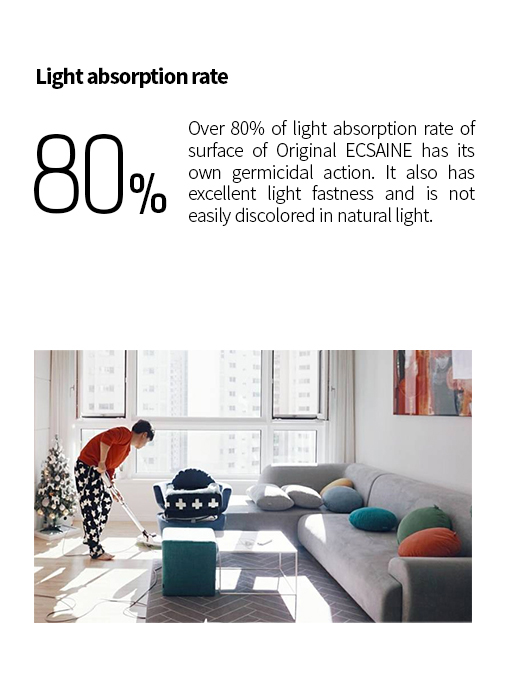 Light absorption rate
80%
Over 80% of light absorption rate of
surface of Original ECSAINE has its
own germicidal action. It also has
excellent light fastness and is not
easily discolored in natural light.